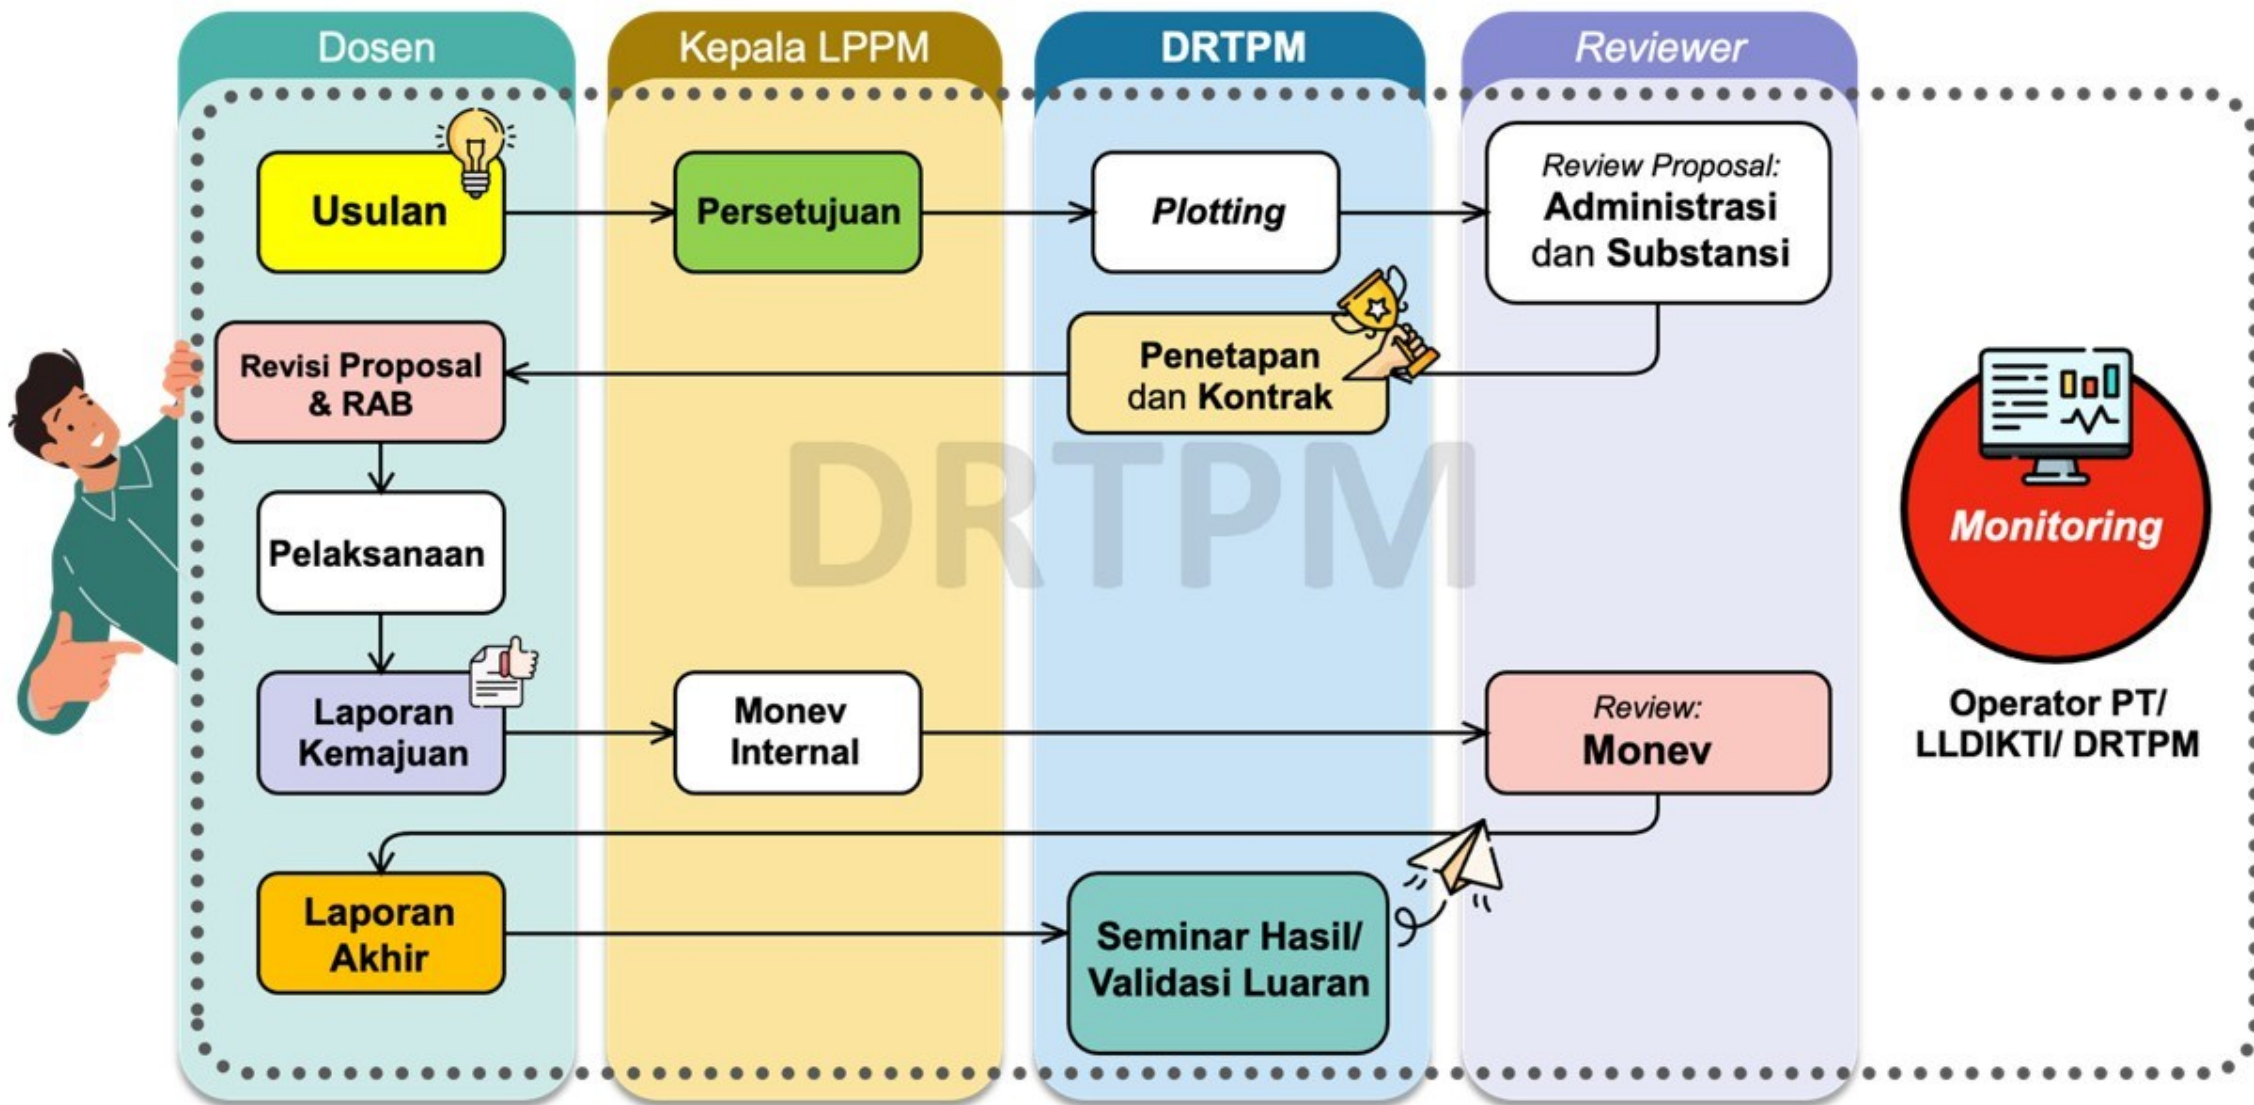 Dosen
Kepala LPPM
DRTPM
Reviewer
Usulan
Persetujuan
Plotting
Review Proposal:
Administrasi
dan Substansi
Revisi Proposal
& RAB
Penetapan
dan Kontrak
DRTPM
Pelaksanaan
Monitoring
Operator PT/
LLDIKTI/ DRTPM
Laporan
Kemajuan
Monev
Internal
Review:
Monev
Laporan
Akhir
Seminar Hasil/
Validasi Luaran